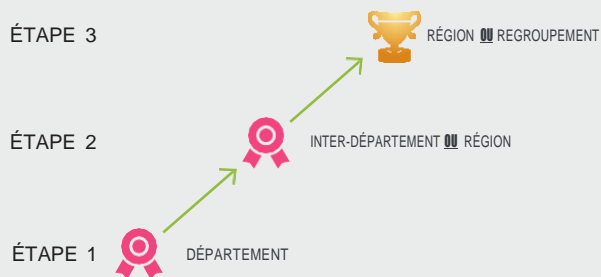 ÉTAPE 3
RÉGION OU REGROUPEMENT
ÉTAPE 2
INTER-DÉPARTEMENT OU RÉGION
ÉTAPE 1
DÉPARTEMENT